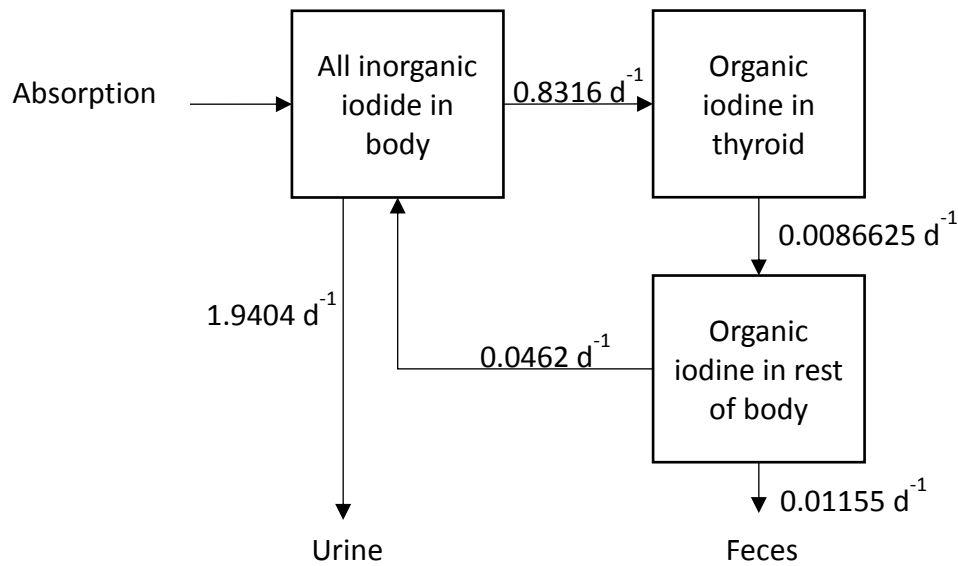 Absorption
All inorganic
iodide in
body
0.8316 d⁻¹
Organic
iodine in
thyroid
0.0086625 d⁻¹
1.9404 d⁻¹
0.0462 d⁻¹
Organic
iodine in rest
of body
0.01155 d⁻¹
Urine
Feces